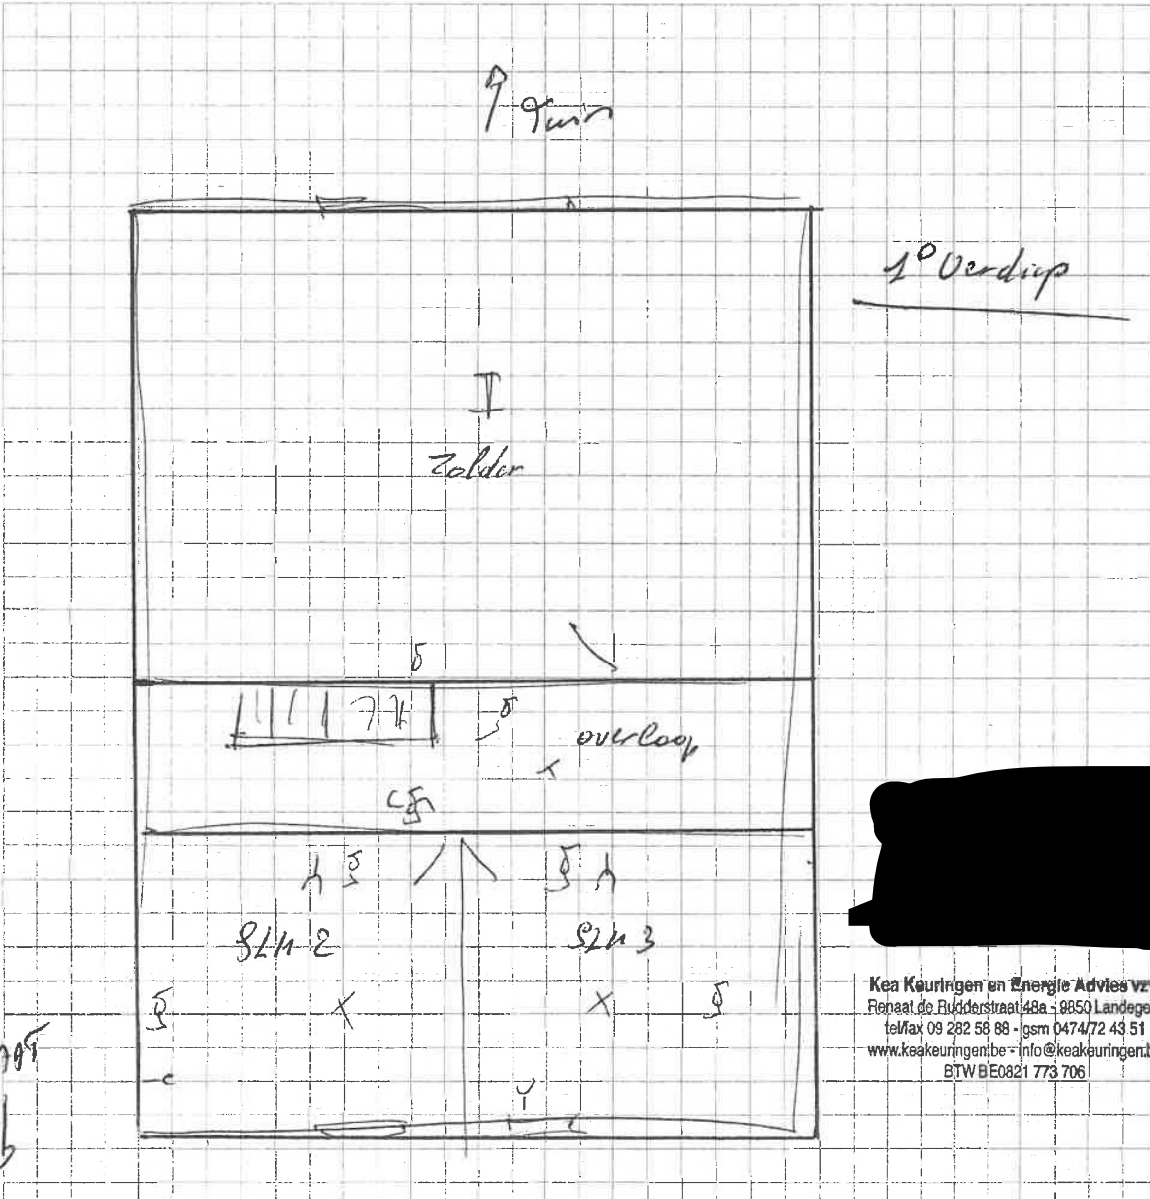 Tuin
1° Verdiep
Zolder
overloop
SLK 2
SLK 3
Kea Keuringen en Energie Advies vz
Renaat de Rudderstraat 48a - 9850 Landege
tel/fax 09 282 58 88 - gsm 0474/72 43 51
www.keakeuringen.be - info@keakeuringen.b
BTW BE0821 773 706